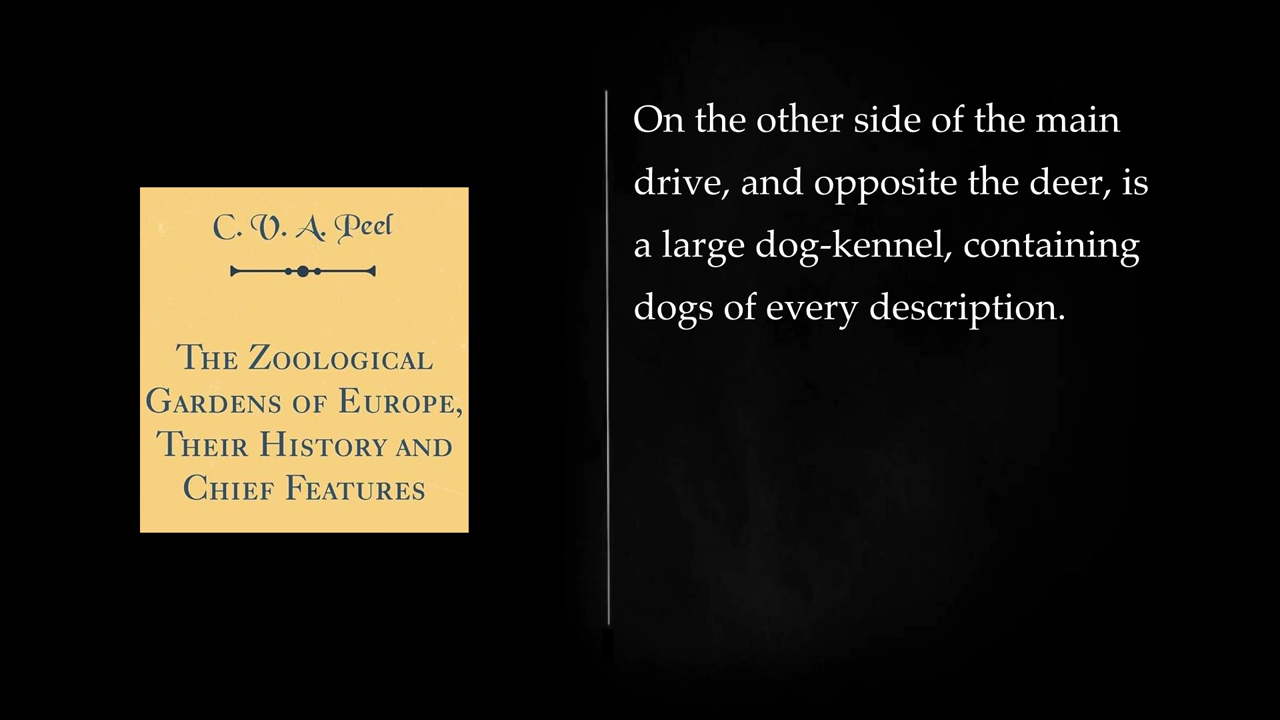 C. V. A. Peel
The Zoological
Gardens of Europe,
Their History and
Chief Features
On the other side of the main
drive, and opposite the deer, is
a large dog-kennel, containing
dogs of every description.